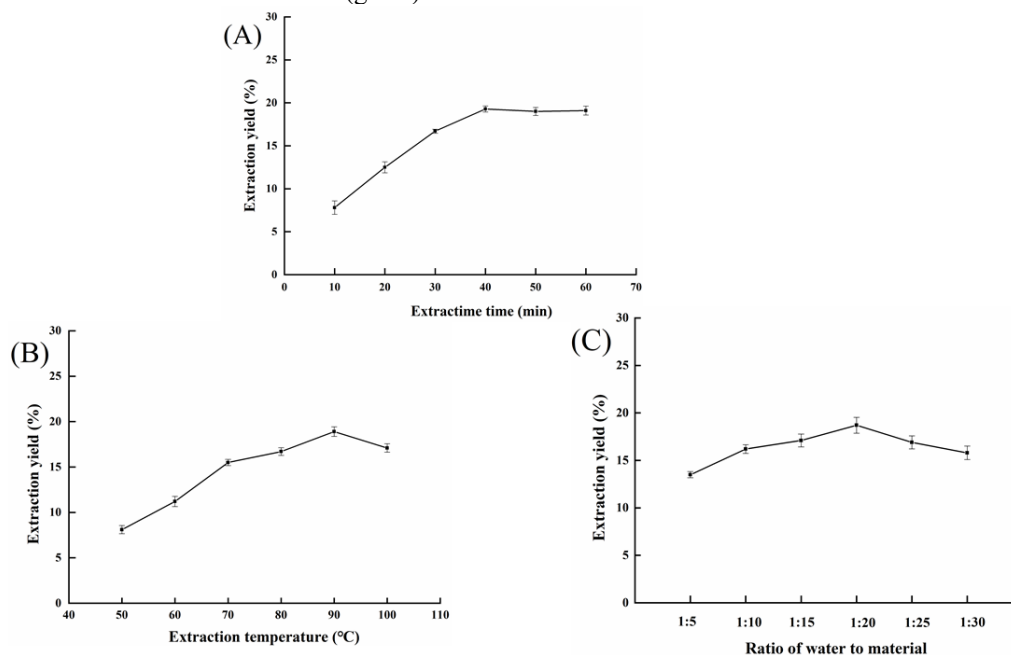 (A)
30
25
20
15
10
5
0
Extraction yield (%)
0 10 20 30 40 50 60 70
Extractime time (min)
(B)
30
25
20
15
10
5
0
Extraction yield (%)
40 50 60 70 80 90 100 110
Extraction temperature (°C)
(C)
30
25
20
15
10
5
0
Extraction yield (%)
1:5 1:10 1:15 1:20 1:25 1:30
Ratio of water to material